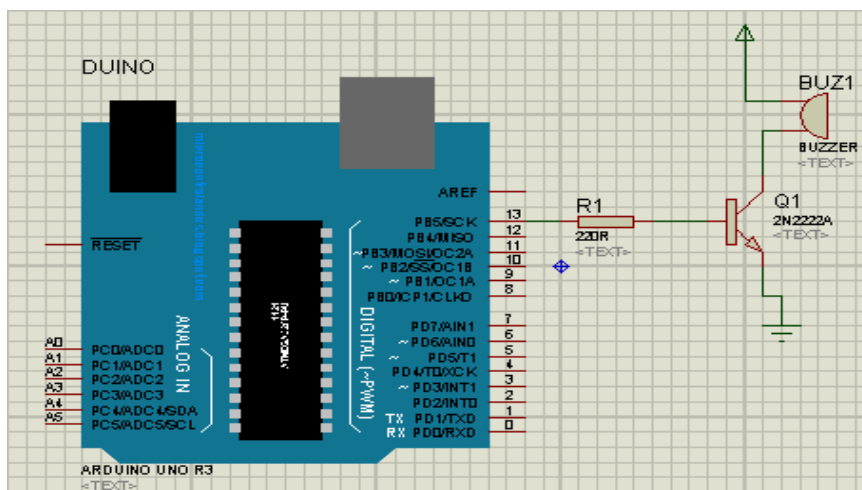 DUINO
BUZ1
BUZZER
<TEXT>
AREF
PB5/SCK 13
PB4/MISO 12
~PB3/MOSI/OC2A 11
~ PB2/SS/OC1B 10
~ PB1/OC1A 9
PB0/ICP1/CLKO 8
R1
220R
<TEXT>
Q1
2N2222A
<TEXT>
RESET
DIGITAL (~PWM)
ANALOG IN
PD7/AIN1 7
~ PD6/AIN0 6
~ PD5/T1 5
PD4/T0/XCK 4
~ PD3/INT1 3
PD2/INT0 2
TX PD1/TXD 1
RX PD0/RXD 0
A0 PC0/ADC0
A1 PC1/ADC1
A2 PC2/ADC2
A3 PC3/ADC3
A4 PC4/ADC4/SDA
A5 PC5/ADC5/SCL
ARDUINO UNO R3
<TEXT>